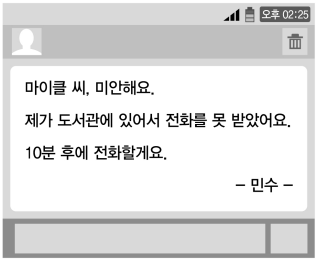 오후 02:25
마이클 씨, 미안해요.
제가 도서관에 있어서 전화를 못 받았어요.
10분 후에 전화할게요.
– 민수 –